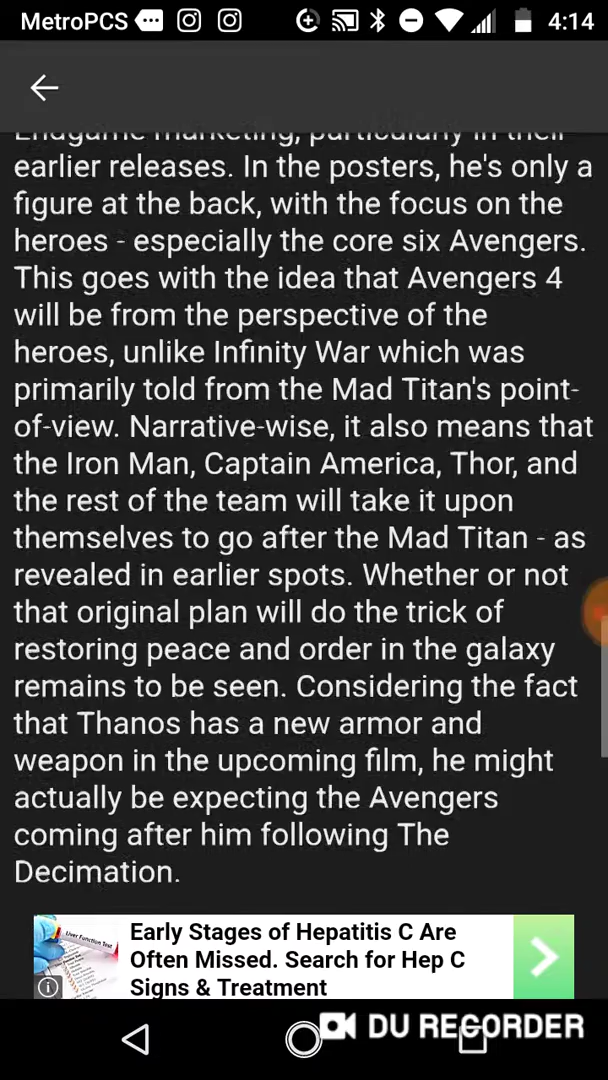 MetroPCS 4:14
Endgame marketing, particularly in their
earlier releases. In the posters, he's only a
figure at the back, with the focus on the
heroes - especially the core six Avengers.
This goes with the idea that Avengers 4
will be from the perspective of the
heroes, unlike Infinity War which was
primarily told from the Mad Titan's point-
of-view. Narrative-wise, it also means that
the Iron Man, Captain America, Thor, and
the rest of the team will take it upon
themselves to go after the Mad Titan - as
revealed in earlier spots. Whether or not
that original plan will do the trick of
restoring peace and order in the galaxy
remains to be seen. Considering the fact
that Thanos has a new armor and
weapon in the upcoming film, he might
actually be expecting the Avengers
coming after him following The
Decimation.
Liver Function Test
Early Stages of Hepatitis C Are
Often Missed. Search for Hep C
Signs & Treatment
DU RECORDER